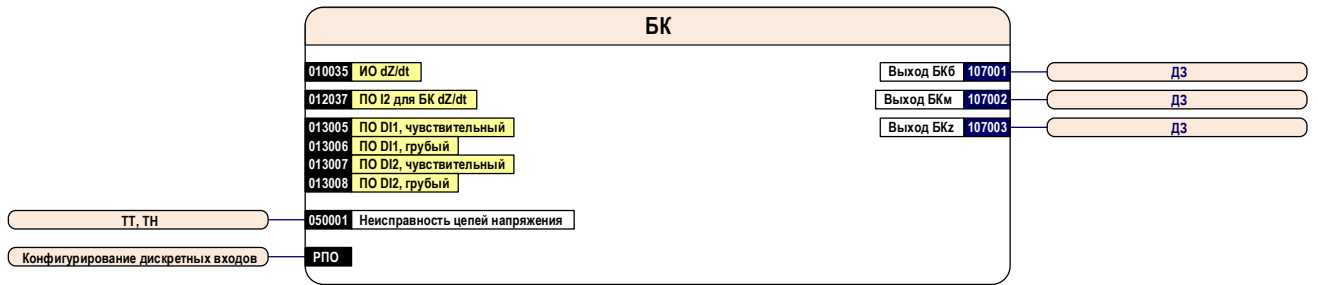 БК
010035 ИО dZ/dt
Выход БКб 107001
ДЗ
012037 ПО I2 для БК dZ/dt
Выход БКм 107002
ДЗ
013005 ПО DI1, чувствительный
Выход БКz 107003
ДЗ
013006 ПО DI1, грубый
013007 ПО DI2, чувствительный
013008 ПО DI2, грубый
ТТ, ТН
050001 Неисправность цепей напряжения
Конфигурирование дискретных входов
РПО